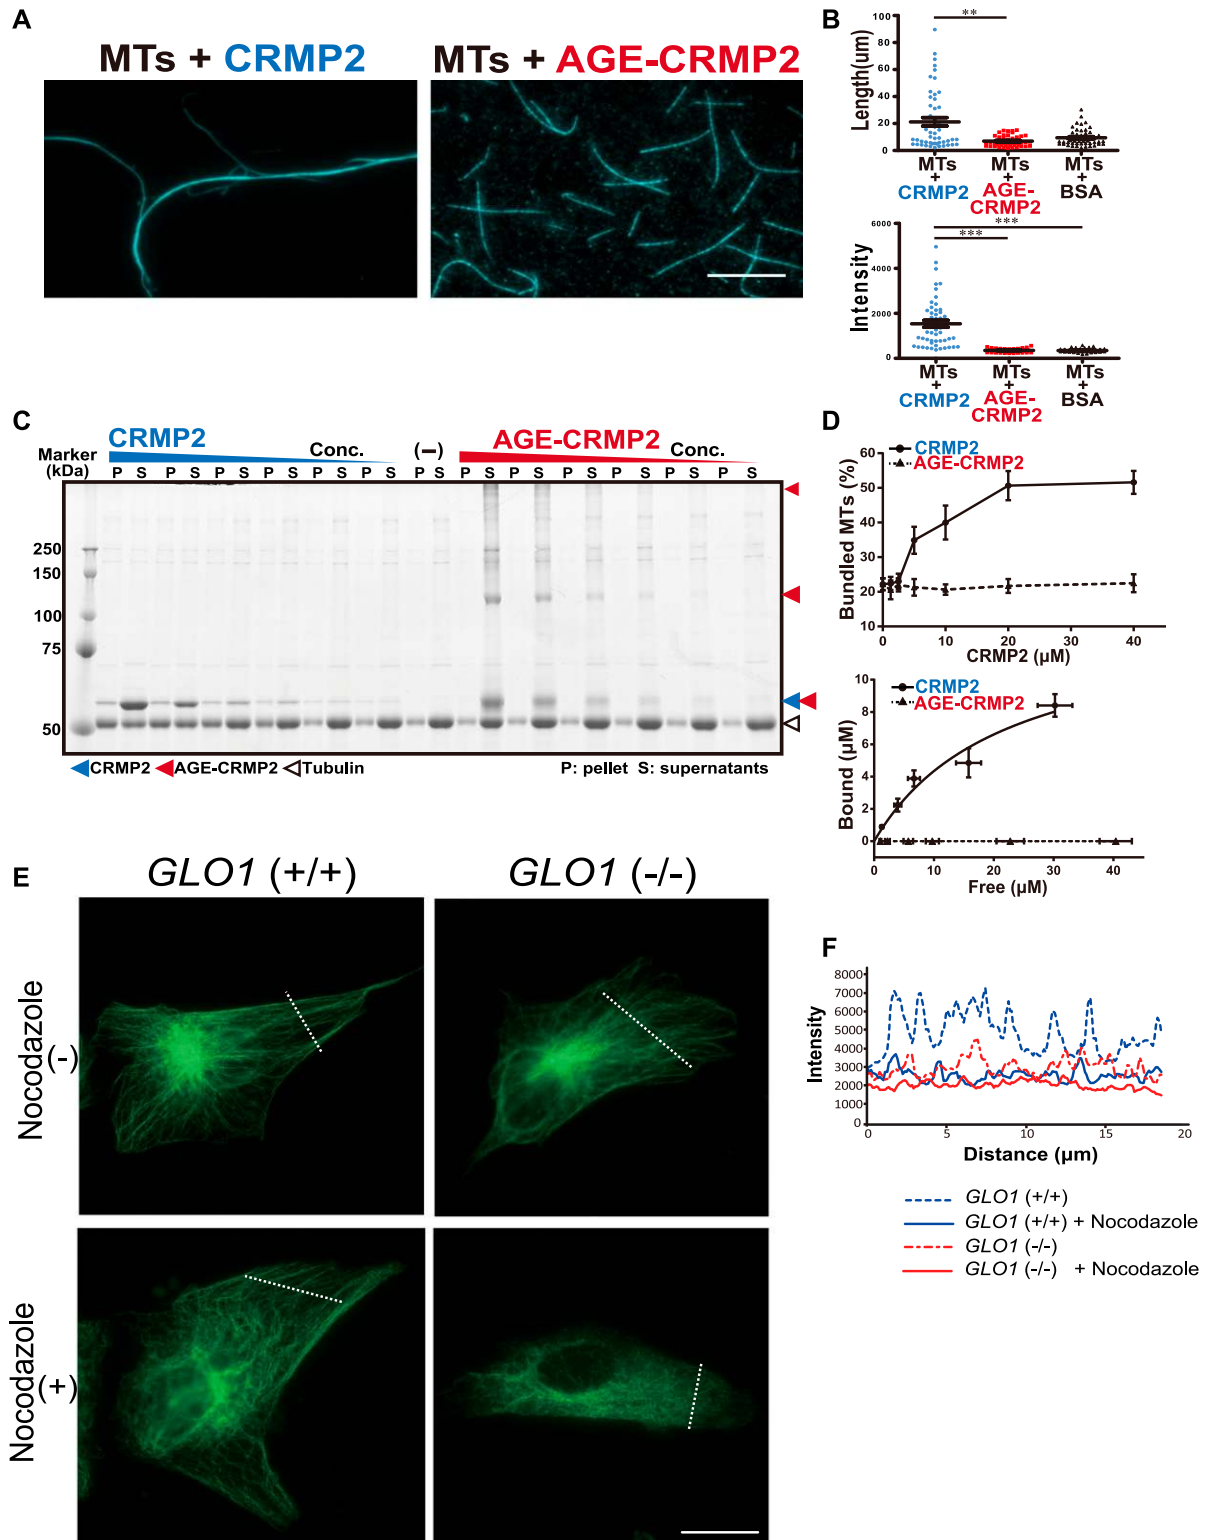 A
MTs + CRMP2
MTs + AGE-CRMP2
B
Length(um)
100
80
60
40
20
0
**
MTs
+
CRMP2
MTs
+
AGE-
CRMP2
MTs
+
BSA
Intensity
6000
4000
2000
0
***
***
MTs
+
CRMP2
MTs
+
AGE-
CRMP2
MTs
+
BSA
C
CRMP2
Conc.
(−)
AGE-CRMP2
Conc.
Marker
(kDa)
P S P S P S P S P S P S P S P S P S P S P S P S P S
250
150
100
75
50
CRMP2 AGE-CRMP2 Tubulin
P: pellet S: supernatants
D
CRMP2
AGE-CRMP2
Bundled MTs (%)
60
50
40
30
20
10
0 10 20 30 40
CRMP2 (µM)
CRMP2
AGE-CRMP2
Bound (µM)
10
8
6
4
2
0
0 10 20 30 40
Free (µM)
E
GLO1 (+/+)
GLO1 (-/-)
Nocodazole (-)
Nocodazole (+)
F
Intensity
8000
7000
6000
5000
4000
3000
2000
1000
0
0 5 10 15 20
Distance (µm)
GLO1 (+/+)
GLO1 (+/+) + Nocodazole
GLO1 (-/-)
GLO1 (-/-) + Nocodazole